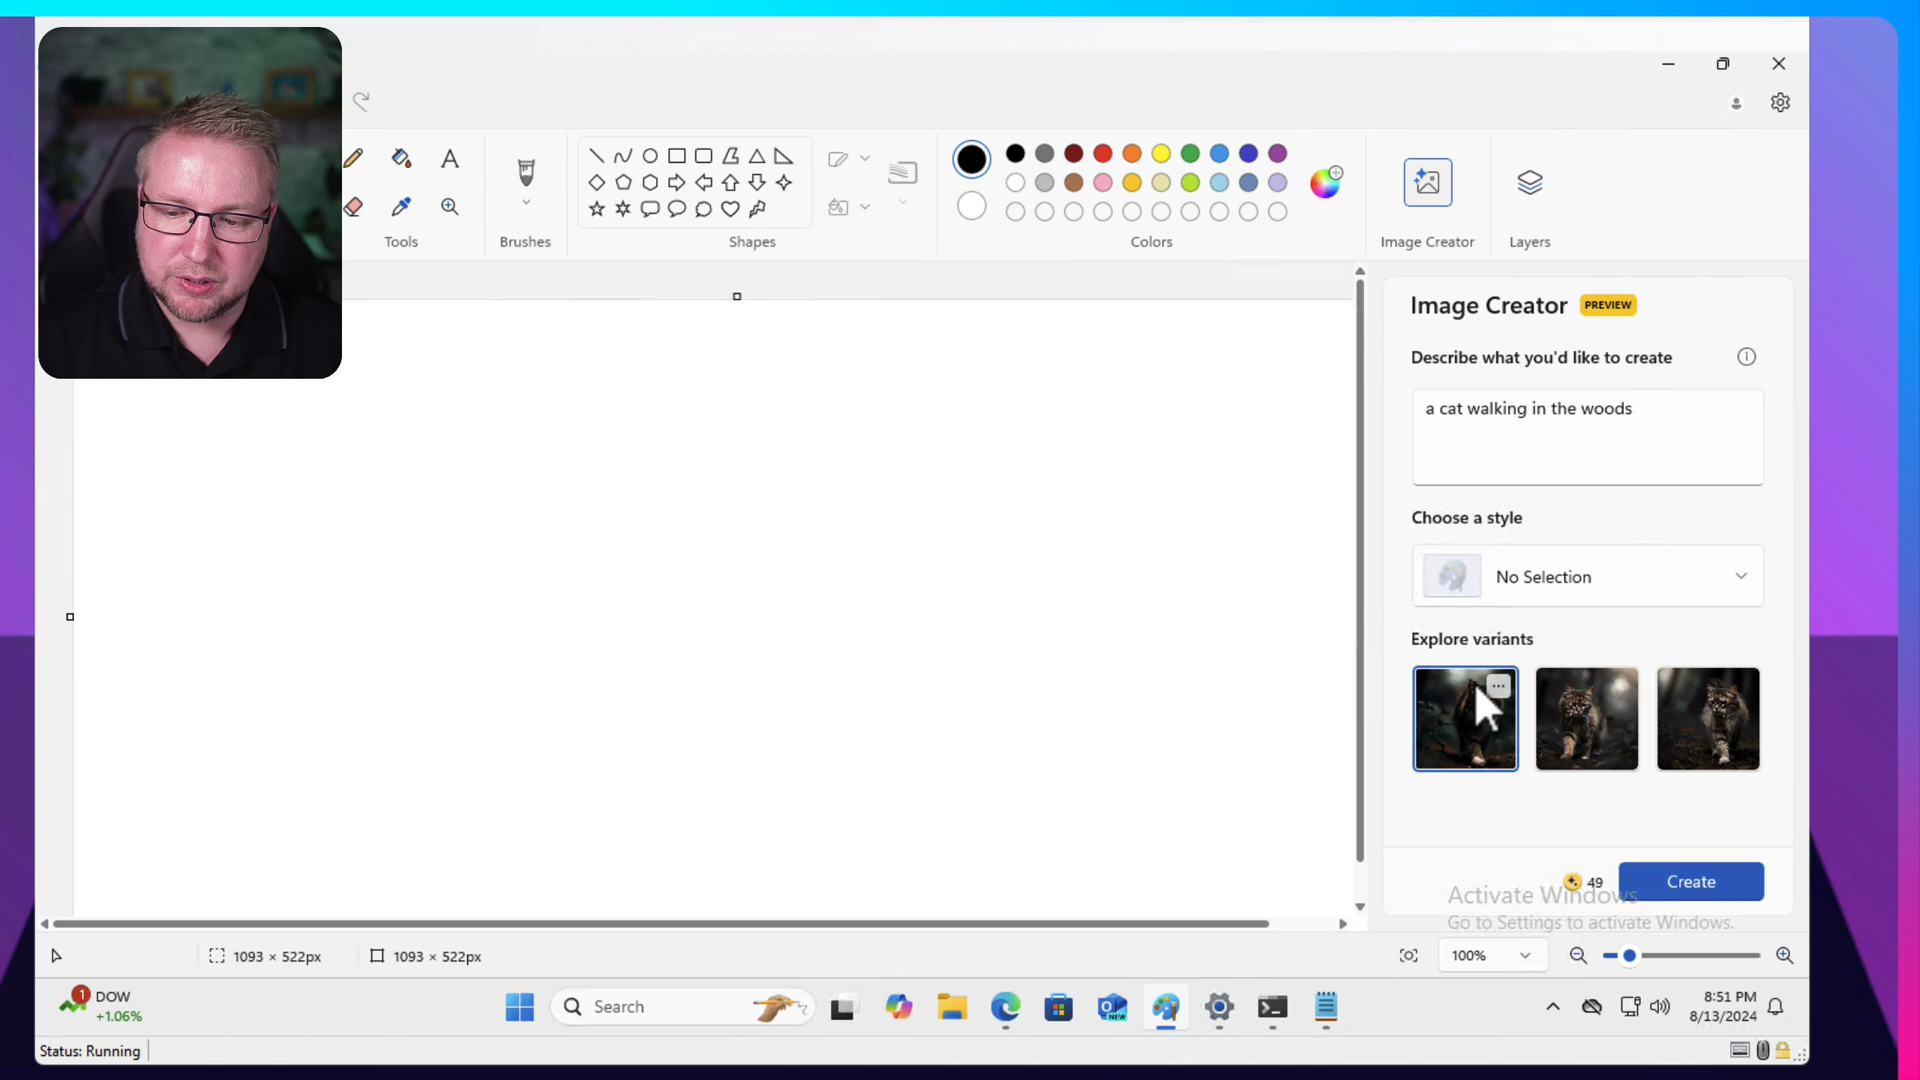 Tools
Brushes
Shapes
Colors
Image Creator
Layers
Image Creator PREVIEW
Describe what you'd like to create
a cat walking in the woods
Choose a style
No Selection
Explore variants
49
Create
Activate Windows
Go to Settings to activate Windows.
1093 × 522px
1093 × 522px
100%
1
DOW
+1.06%
Search
NEW
8:51 PM
8/13/2024
Status: Running